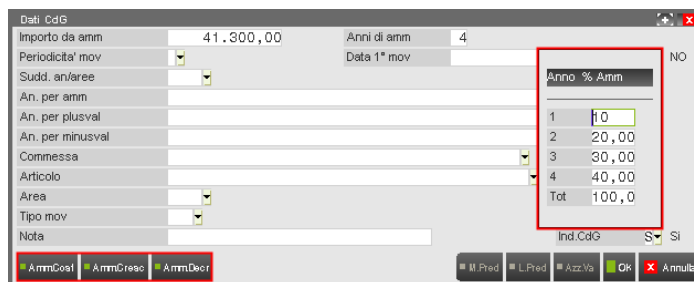 Dati CdG
Importo da amm 41.300,00 Anni di amm 4
Periodicita' mov Data 1° mov NO
Sudd. an/aree
An. per amm
An. per plusval
An. per minusval
Commessa
Articolo
Area
Tipo mov
Nota Ind.CdG S Si
Anno % Amm
1 10
2 20,00
3 30,00
4 40,00
Tot 100,0
AmmCost AmmCresc AmmDecr M.Pred L.Pred Azz.Va OK X Annulla